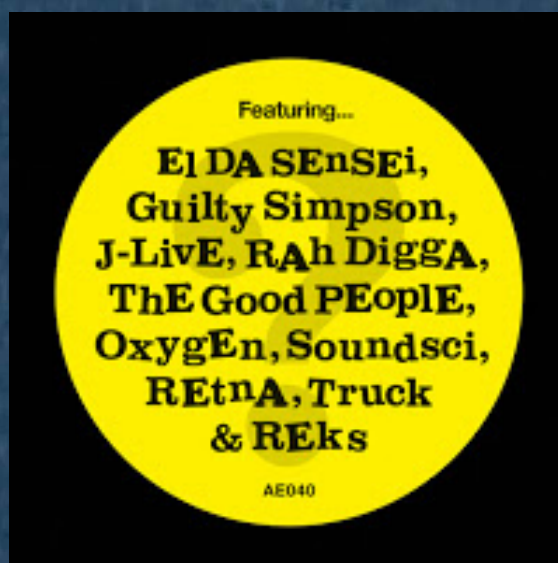 Featuring...
El DA SEnSEi,
Guilty Simpson,
J-LivE, RAh DiggA,
ThE Good PEoplE,
OxygEn, Soundsci,
REtnA, Truck
& REks
AE040